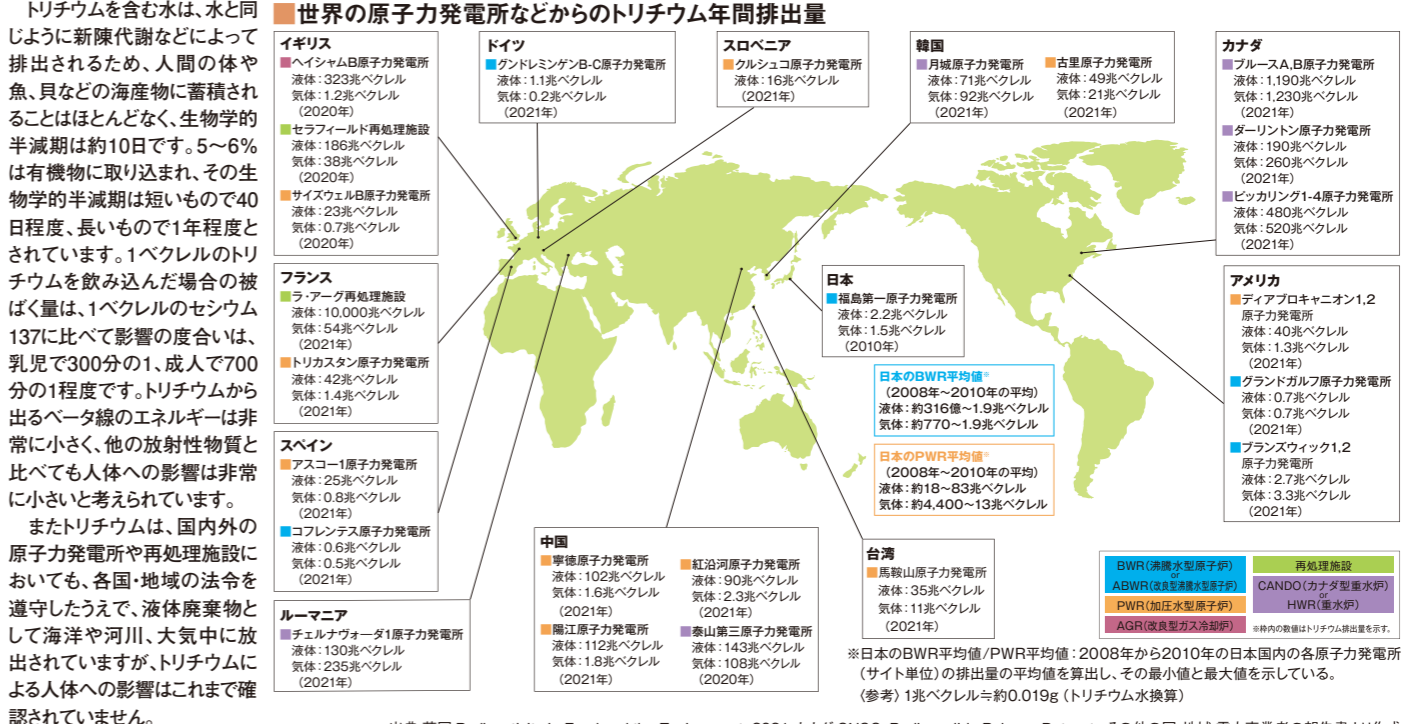 トリチウムを含む水は、水と同
じように新陳代謝などによって
排出されるため、人間の体や
魚、貝などの海産物に蓄積され
ることはほとんどなく、生物学的
半減期は約10日です。5〜6%
は有機物に取り込まれ、その生
物学的半減期は短いもので40
日程度、長いもので1年程度と
されています。1ベクレルのトリ
チウムを飲み込んだ場合の被
ばく量は、1ベクレルのセシウム
137に比べて影響の度合いは、
乳児で300分の1、成人で700
分の1程度です。トリチウムから
出るベータ線のエネルギーは非
常に小さく、他の放射性物質と
比べても人体への影響は非常
に小さいと考えられています。
またトリチウムは、国内外の
原子力発電所や再処理施設に
おいても、各国・地域の法令を
遵守したうえで、液体廃棄物と
して海洋や河川、大気中に放
出されていますが、トリチウムに
よる人体への影響はこれまで確
認されていません。
■世界の原子力発電所などからのトリチウム年間排出量
イギリス
■ヘイシャムB原子力発電所
液体:323兆ベクレル
気体:1.2兆ベクレル
(2020年)
■セラフィールド再処理施設
液体:186兆ベクレル
気体:38兆ベクレル
(2020年)
■サイズウェルB原子力発電所
液体:23兆ベクレル
気体:0.7兆ベクレル
(2020年)
フランス
■ラ・アーグ再処理施設
液体:10,000兆ベクレル
気体:54兆ベクレル
(2021年)
■トリカスタン原子力発電所
液体:42兆ベクレル
気体:1.4兆ベクレル
(2021年)
スペイン
■アスコー1原子力発電所
液体:25兆ベクレル
気体:0.8兆ベクレル
(2021年)
■コフレンテス原子力発電所
液体:0.6兆ベクレル
気体:0.5兆ベクレル
(2021年)
ルーマニア
■チェルナヴォーダ1原子力発電所
液体:130兆ベクレル
気体:235兆ベクレル
(2021年)
ドイツ
■グンドレミンゲンB-C原子力発電所
液体:1.1兆ベクレル
気体:0.2兆ベクレル
(2021年)
スロベニア
■クルシュコ原子力発電所
液体:16兆ベクレル
(2021年)
韓国
■月城原子力発電所
液体:71兆ベクレル
気体:92兆ベクレル
(2021年)
■古里原子力発電所
液体:49兆ベクレル
気体:21兆ベクレル
(2021年)
カナダ
■ブルースA,B原子力発電所
液体:1,190兆ベクレル
気体:1,230兆ベクレル
(2021年)
■ダーリントン原子力発電所
液体:190兆ベクレル
気体:260兆ベクレル
(2021年)
■ピッカリング1-4原子力発電所
液体:480兆ベクレル
気体:520兆ベクレル
(2021年)
日本
■福島第一原子力発電所
液体:2.2兆ベクレル
気体:1.5兆ベクレル
(2010年)
日本のBWR平均値※
(2008年〜2010年の平均)
液体:約316億〜1.9兆ベクレル
気体:約770〜1.9兆ベクレル
日本のPWR平均値※
(2008年〜2010年の平均)
液体:約18〜83兆ベクレル
気体:約4,400〜13兆ベクレル
アメリカ
■ディアブロキャニオン1,2
原子力発電所
液体:40兆ベクレル
気体:1.3兆ベクレル
(2021年)
■グランドガルフ原子力発電所
液体:0.7兆ベクレル
気体:0.7兆ベクレル
(2021年)
■ブランズウィック1,2
原子力発電所
液体:2.7兆ベクレル
気体:3.3兆ベクレル
(2021年)
中国
■寧徳原子力発電所
液体:102兆ベクレル
気体:1.6兆ベクレル
(2021年)
■紅沿河原子力発電所
液体:90兆ベクレル
気体:2.3兆ベクレル
(2021年)
■陽江原子力発電所
液体:112兆ベクレル
気体:1.8兆ベクレル
(2021年)
■泰山第三原子力発電所
液体:143兆ベクレル
気体:108兆ベクレル
(2020年)
台湾
■馬鞍山原子力発電所
液体:35兆ベクレル
気体:11兆ベクレル
(2021年)
BWR(沸騰水型原子炉)
or
ABWR(改良型沸騰水型原子炉)
PWR(加圧水型原子炉)
AGR(改良型ガス冷却炉)
再処理施設
CANDO(カナダ型重水炉)
or
HWR(重水炉)
※枠内の数値はトリチウム排出量を示す。
※日本のBWR平均値/PWR平均値:2008年から2010年の日本国内の各原子力発電所
(サイト単位)の排出量の平均値を算出し、その最小値と最大値を示している。
(参考)1兆ベクレル≒約0.019g(トリチウム水換算)